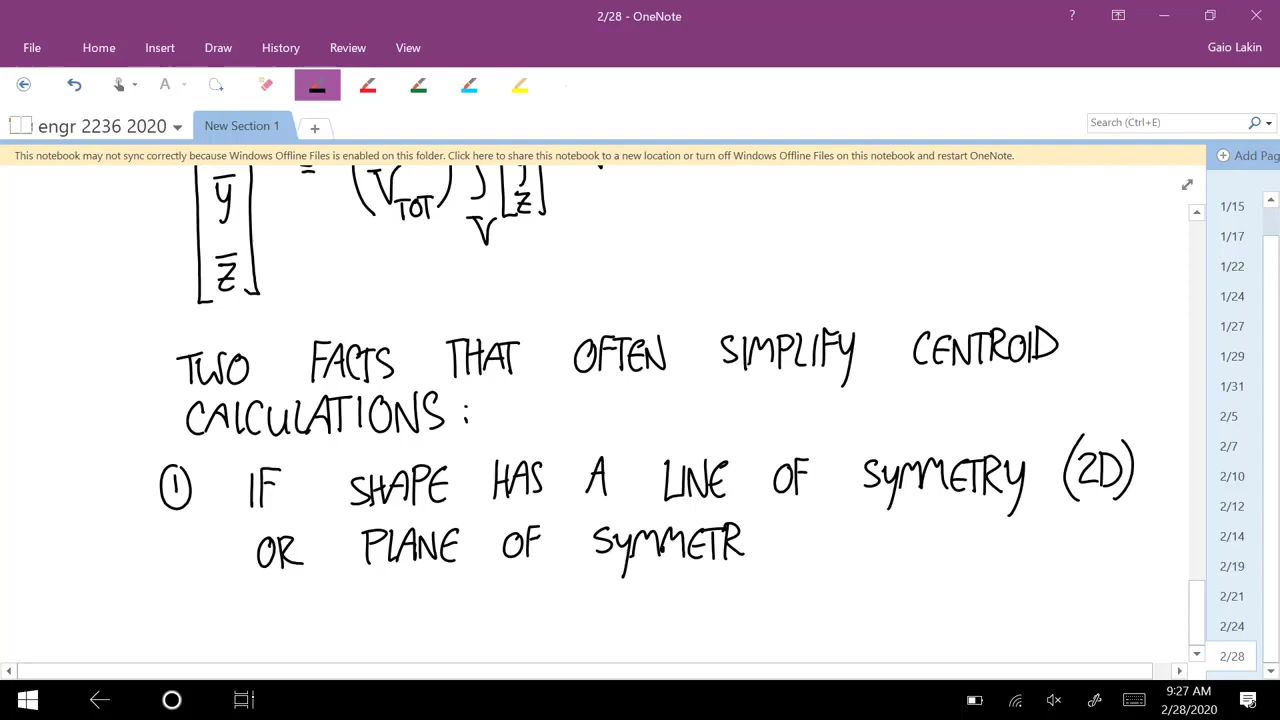 2/28 - OneNote
?
File Home Insert Draw History Review View
Gaio Lakin
A
engr 2236 2020
New Section 1
Search (Ctrl+E)
This notebook may not sync correctly because Windows Offline Files is enabled on this folder. Click here to share this notebook to a new location or turn off Windows Offline Files on this notebook and restart OneNote.
Add Pag
1/15
1/17
1/22
1/24
1/27
1/29
1/31
2/5
2/7
2/10
2/12
2/14
2/19
2/21
2/24
2/28
y̅ = (V TOT) ∫ V [z]
z̅
TWO FACTS THAT OFTEN SIMPLIFY CENTROID
CALCULATIONS:
① IF SHAPE HAS A LINE OF SYMMETRY (2D)
OR PLANE OF SYMMETR
9:27 AM
2/28/2020